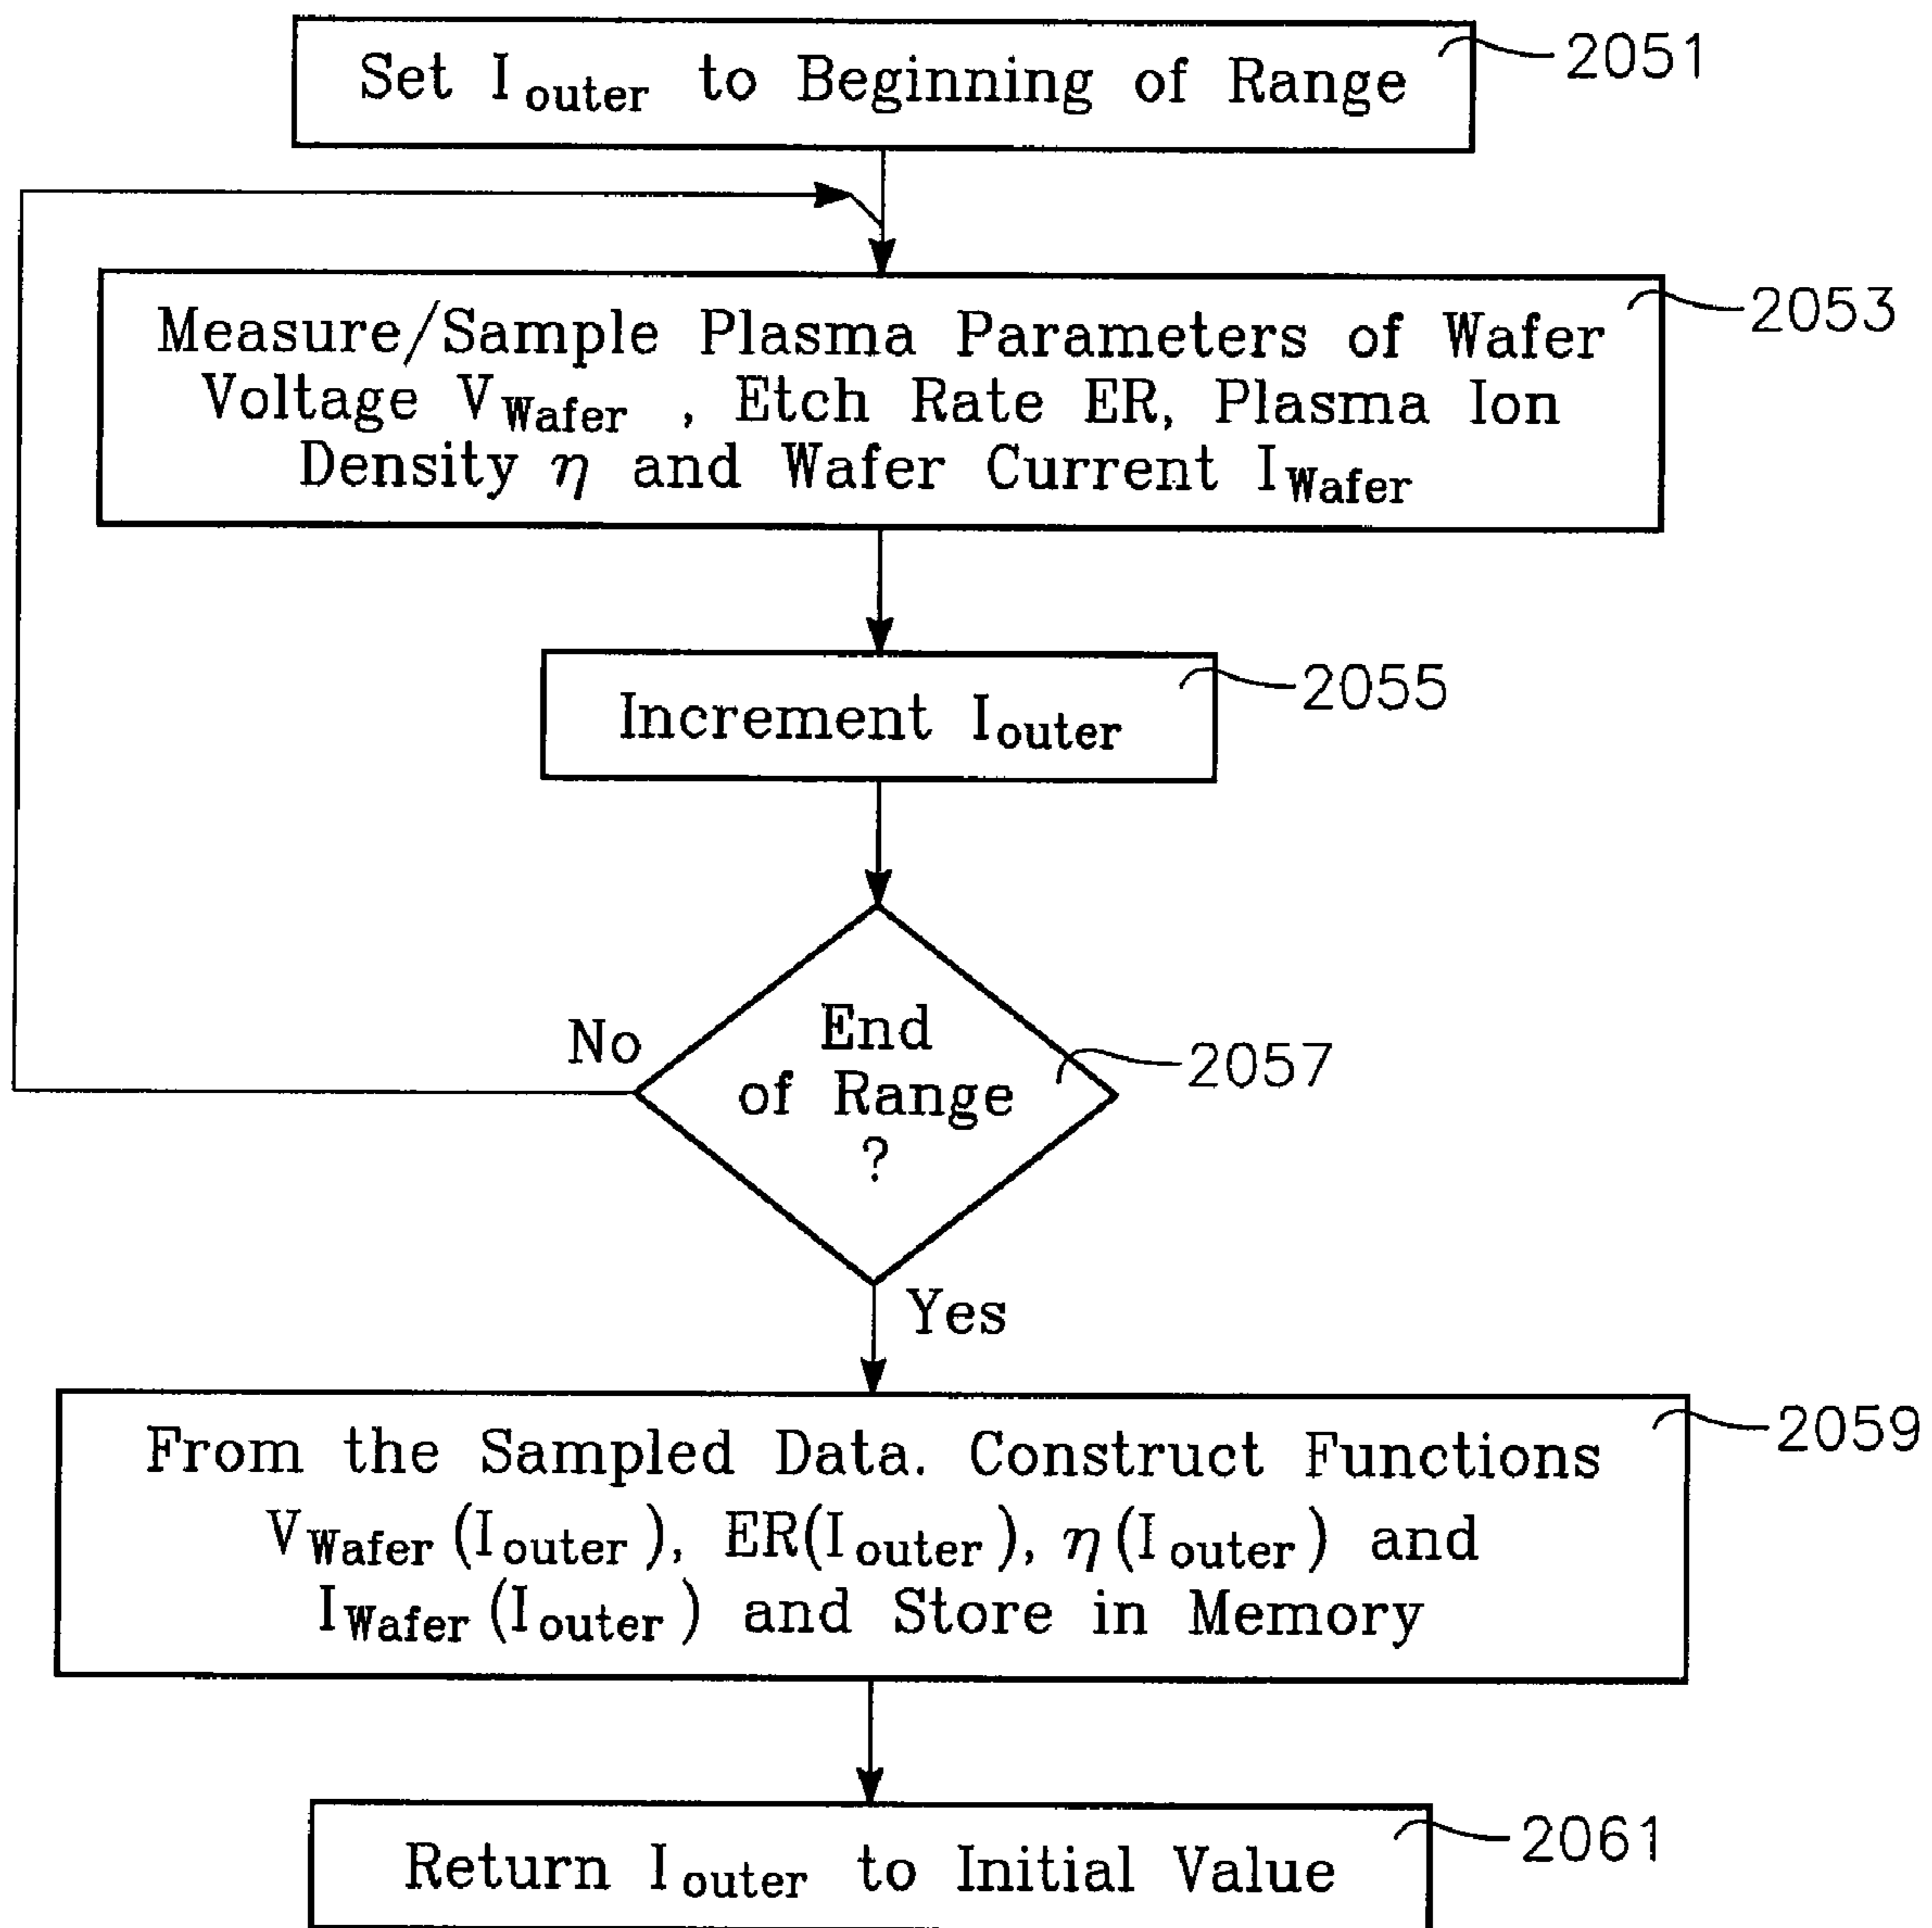 Set I outer to Beginning of Range
2051
Measure/Sample Plasma Parameters of Wafer
Voltage V Wafer , Etch Rate ER, Plasma Ion
Density η and Wafer Current I Wafer
2053
Increment I outer
2055
No
End
of Range
?
2057
Yes
From the Sampled Data. Construct Functions
V Wafer (I outer), ER(I outer), η (I outer) and
I Wafer (I outer) and Store in Memory
2059
Return I outer to Initial Value
2061